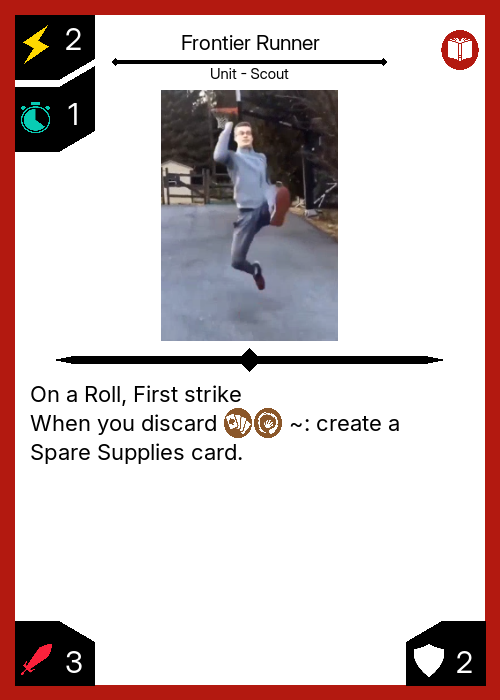 2
Frontier Runner
Unit - Scout
1
On a Roll, First strike
When you discard ~: create a
Spare Supplies card.
3
2